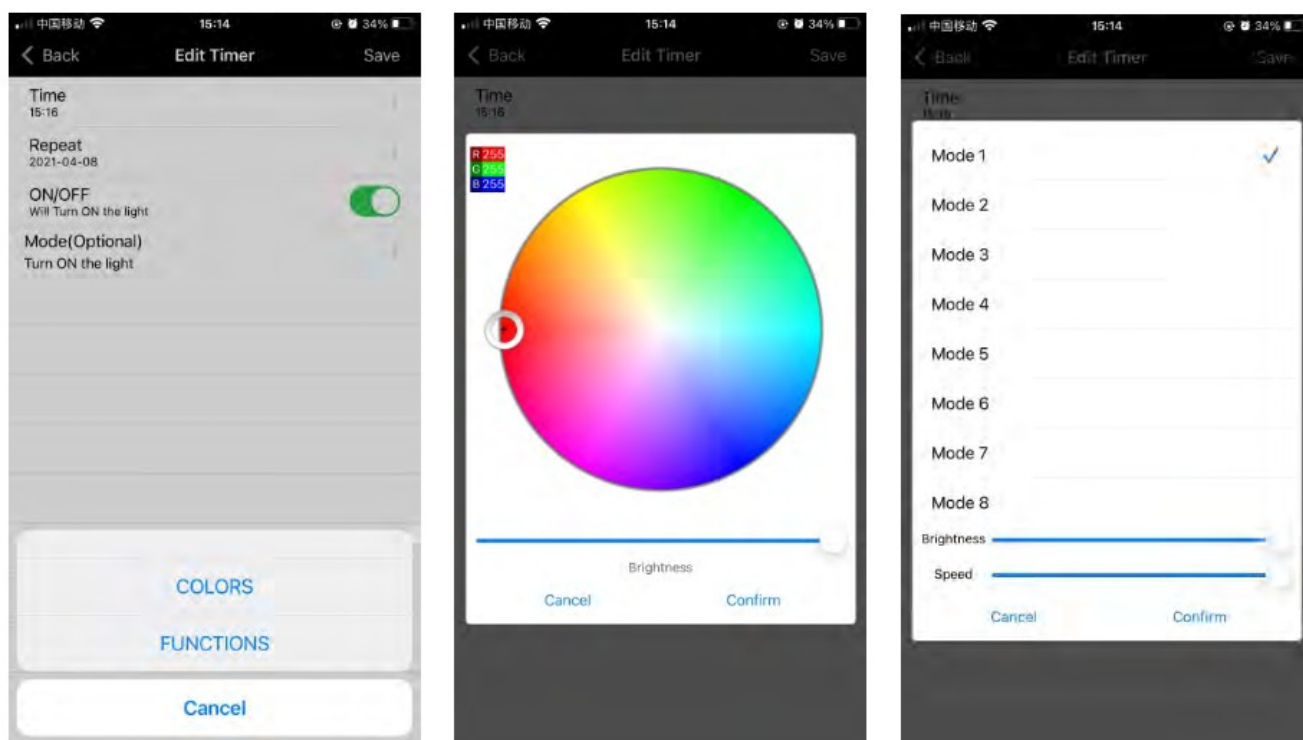 中国移动 15:14 34%
Back Edit Timer Save
Time
15:16
Repeat
2021-04-08
ON/OFF
Will Turn ON the light
Mode(Optional)
Turn ON the light
COLORS
FUNCTIONS
Cancel
中国移动 15:14 34%
Back Edit Timer Save
Time
15:16
R 255
G 255
B 255
Brightness
Cancel Confirm
中国移动 15:14 34%
Back Edit Timer Save
Time
15:16
Mode 1
Mode 2
Mode 3
Mode 4
Mode 5
Mode 6
Mode 7
Mode 8
Brightness
Speed
Cancel Confirm